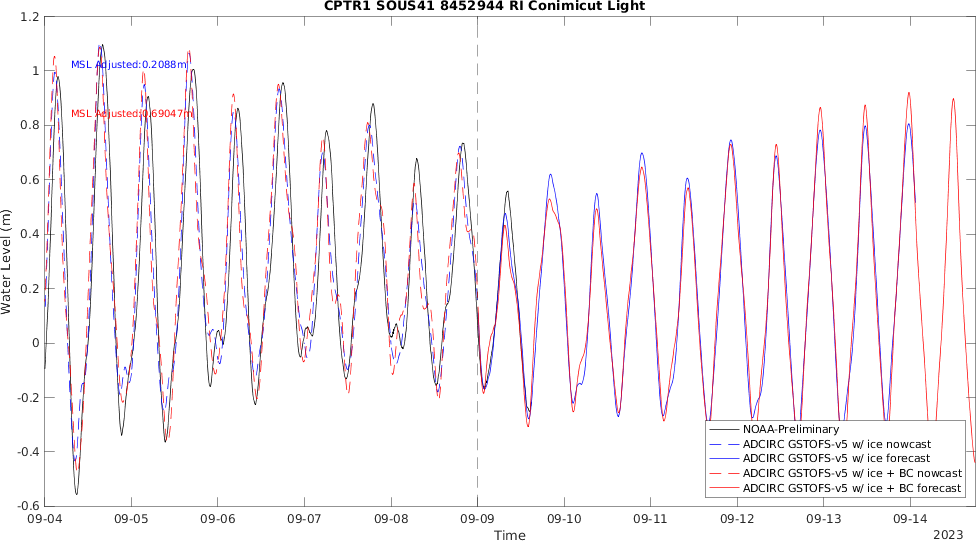 CPTR1 SOUS41 8452944 RI Conimicut Light
1.2
1
0.8
0.6
0.4
0.2
0
-0.2
-0.4
-0.6
Water Level (m)
MSL Adjusted:0.2088m
MSL Adjusted:0.69047m
NOAA-Preliminary
ADCIRC GSTOFS-v5 w/ ice nowcast
ADCIRC GSTOFS-v5 w/ ice forecast
ADCIRC GSTOFS-v5 w/ ice + BC nowcast
ADCIRC GSTOFS-v5 w/ ice + BC forecast
09-04 09-05 09-06 09-07 09-08 09-09 09-10 09-11 09-12 09-13 09-14
Time
2023